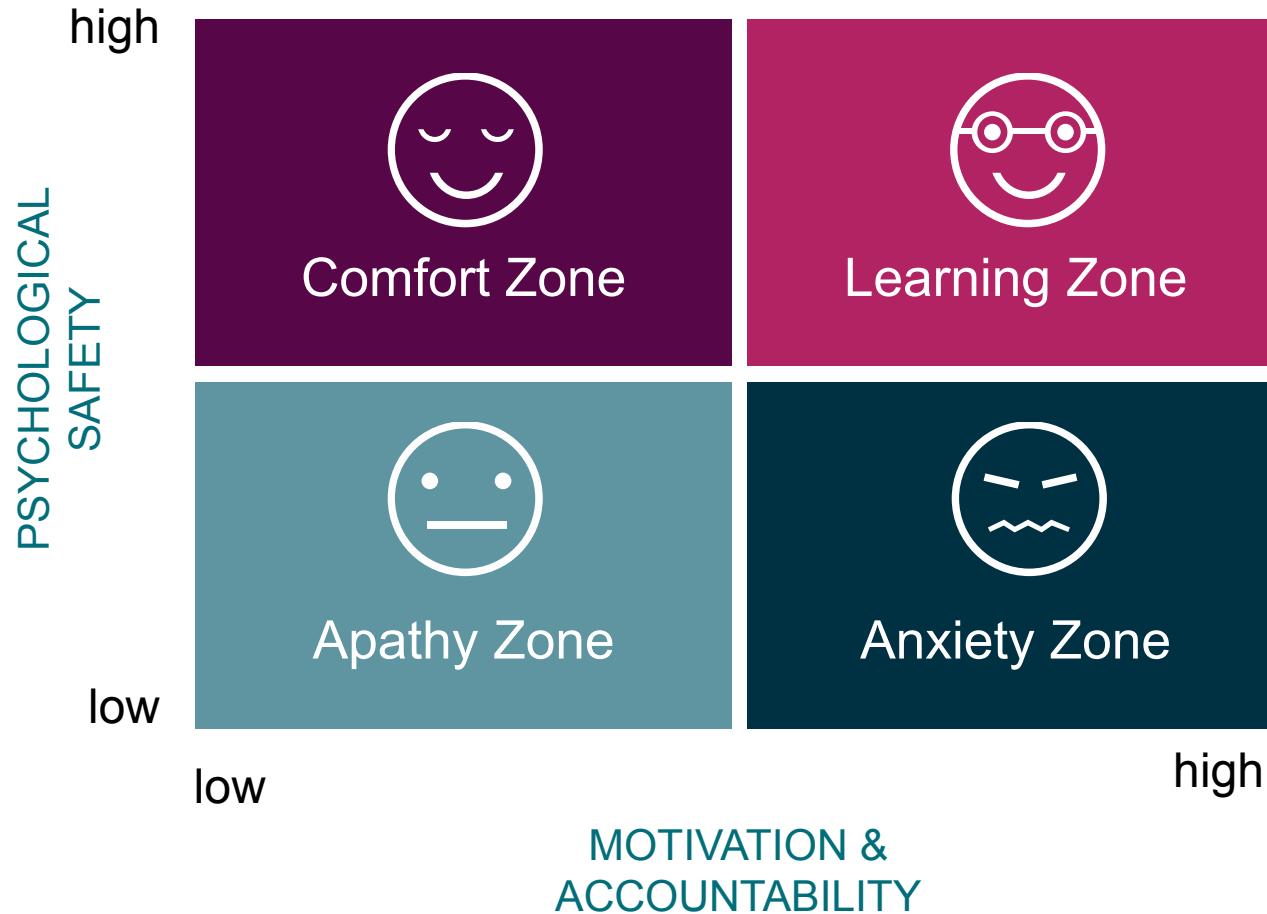 high
PSYCHOLOGICAL
SAFETY
Comfort Zone
Learning Zone
Apathy Zone
Anxiety Zone
low
low
high
MOTIVATION &
ACCOUNTABILITY